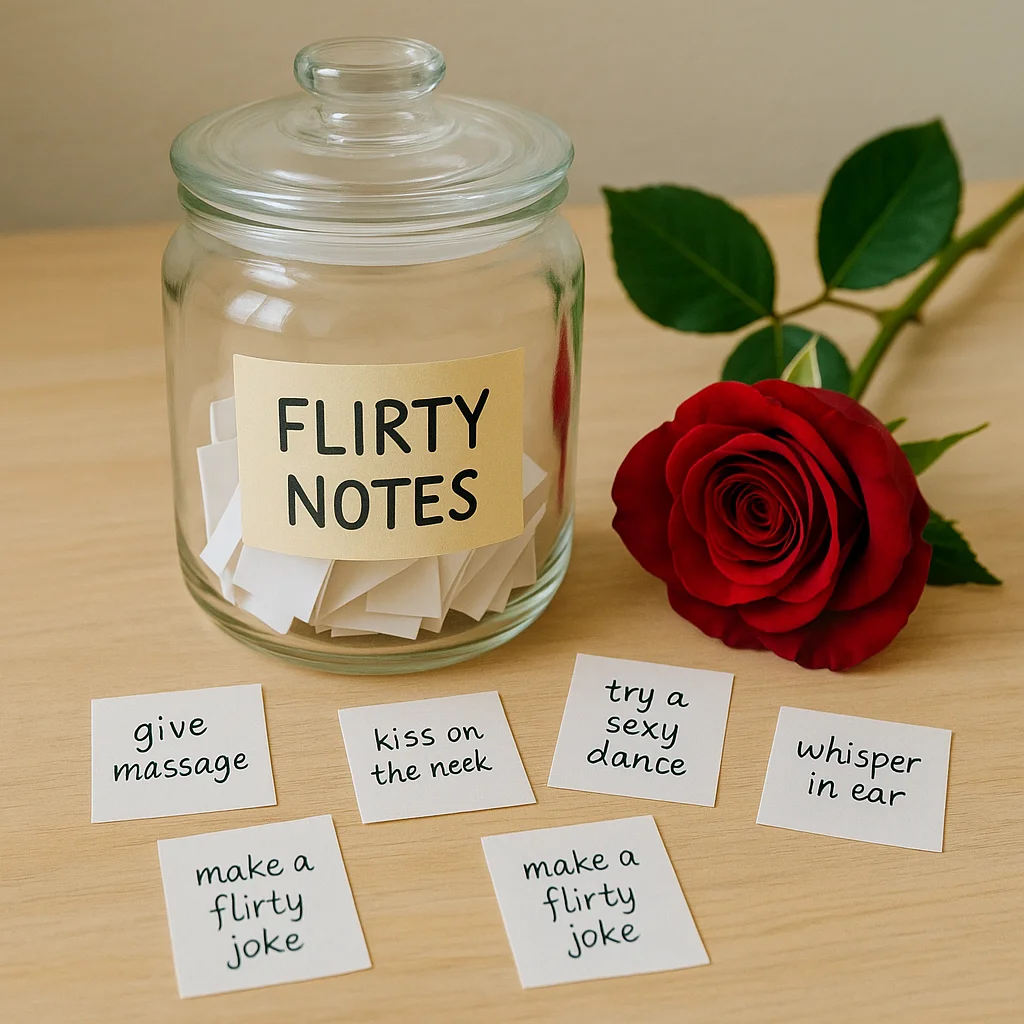 FLIRTY
NOTES
give
massage
kiss on
the neek
try a
sexy
dance
whisper
in ear
make a
flirty
joke
make a
flirty
joke